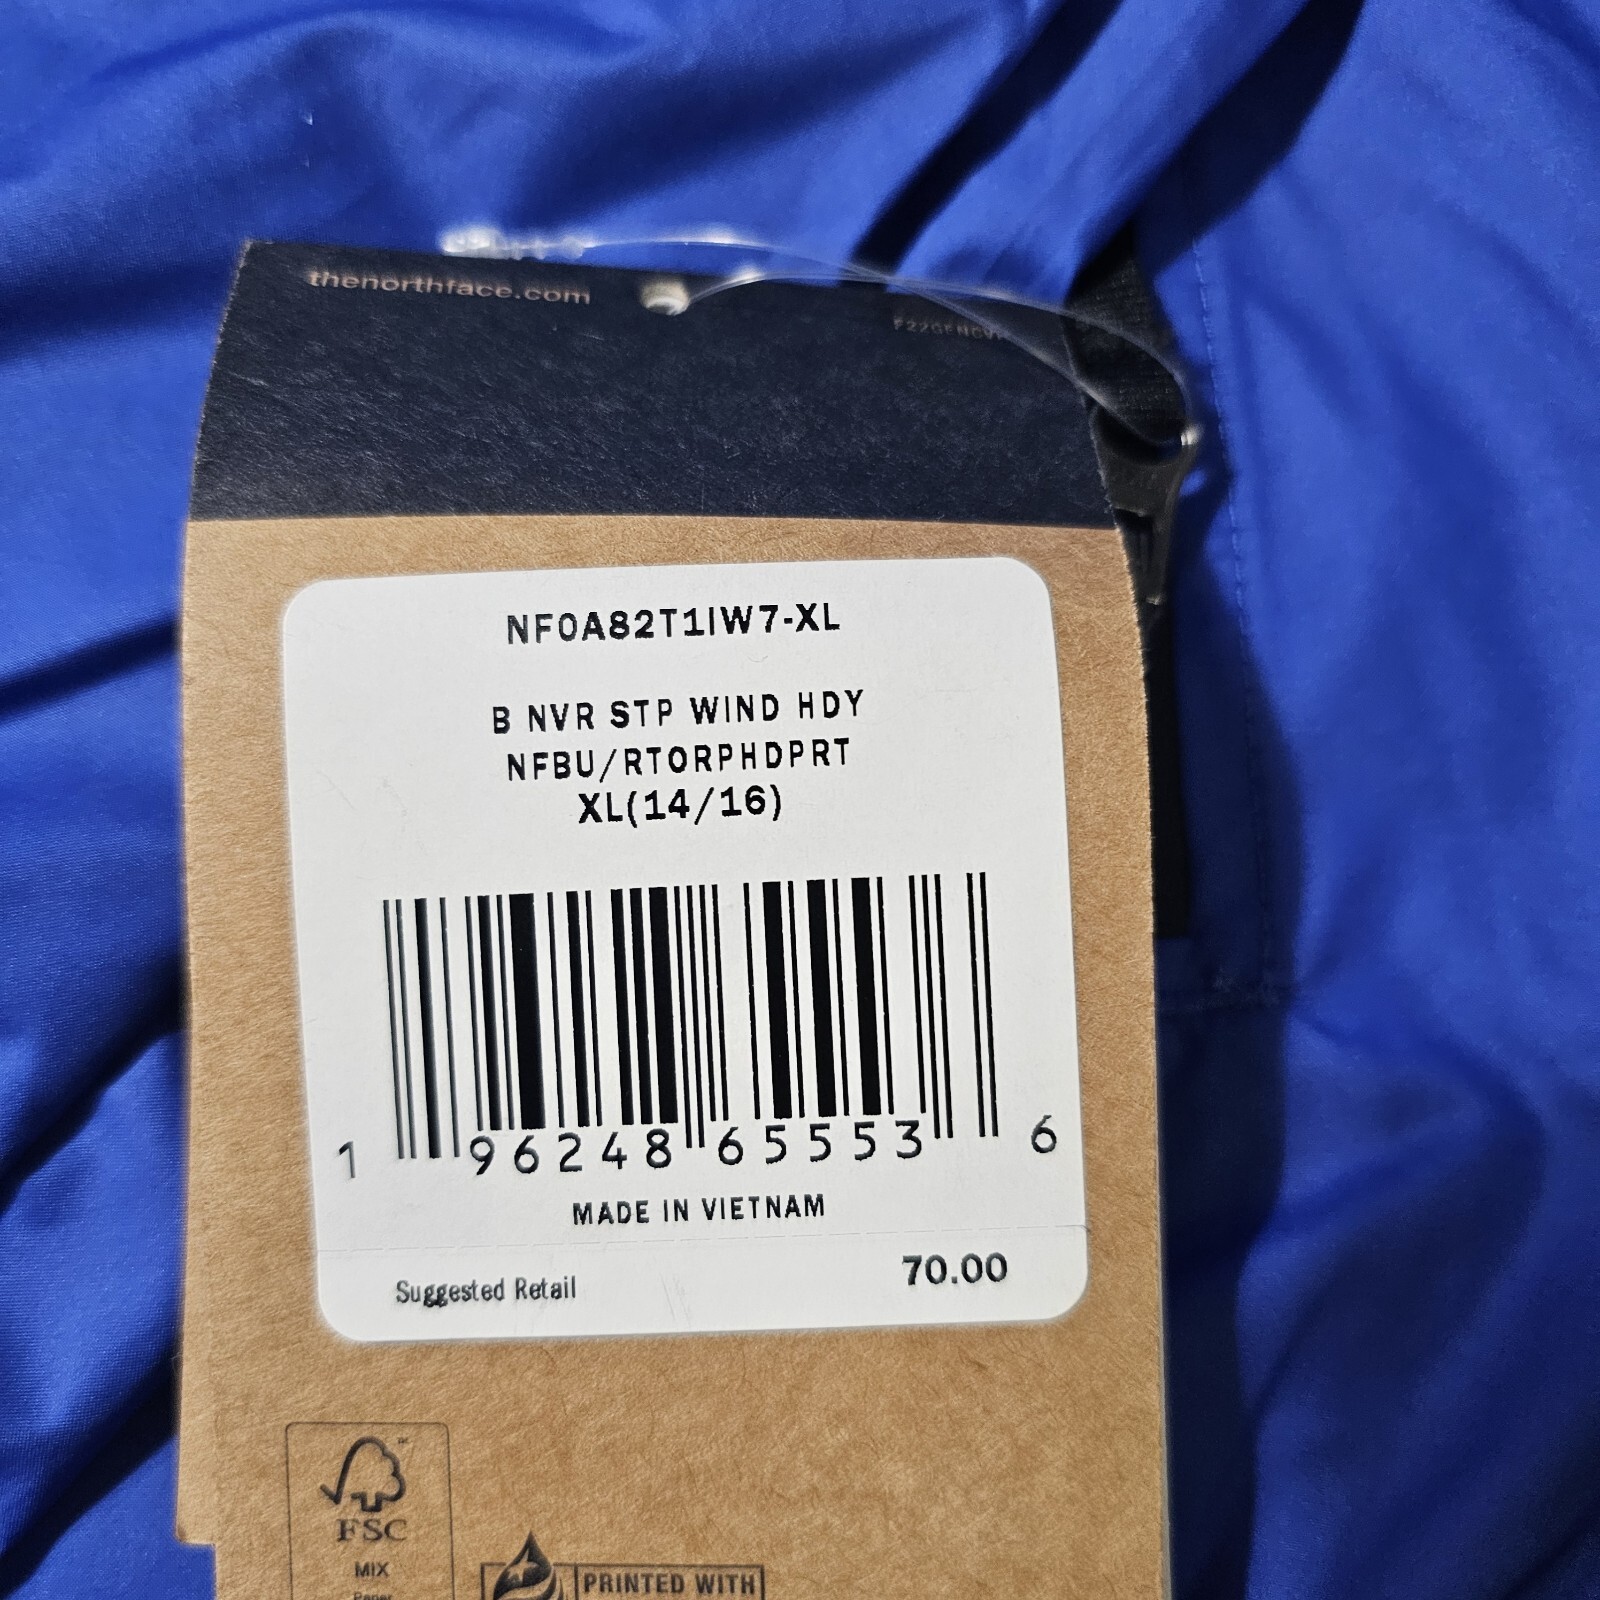 thenorthface.com
NF0A82T1IW7-XL
B NVR STP WIND HDY
NFBU/RTORPHDPRT
XL(14/16)
1 96248 65553 6
MADE IN VIETNAM
Suggested Retail 70.00
FSC
MIX
Paper
PRINTED WITH